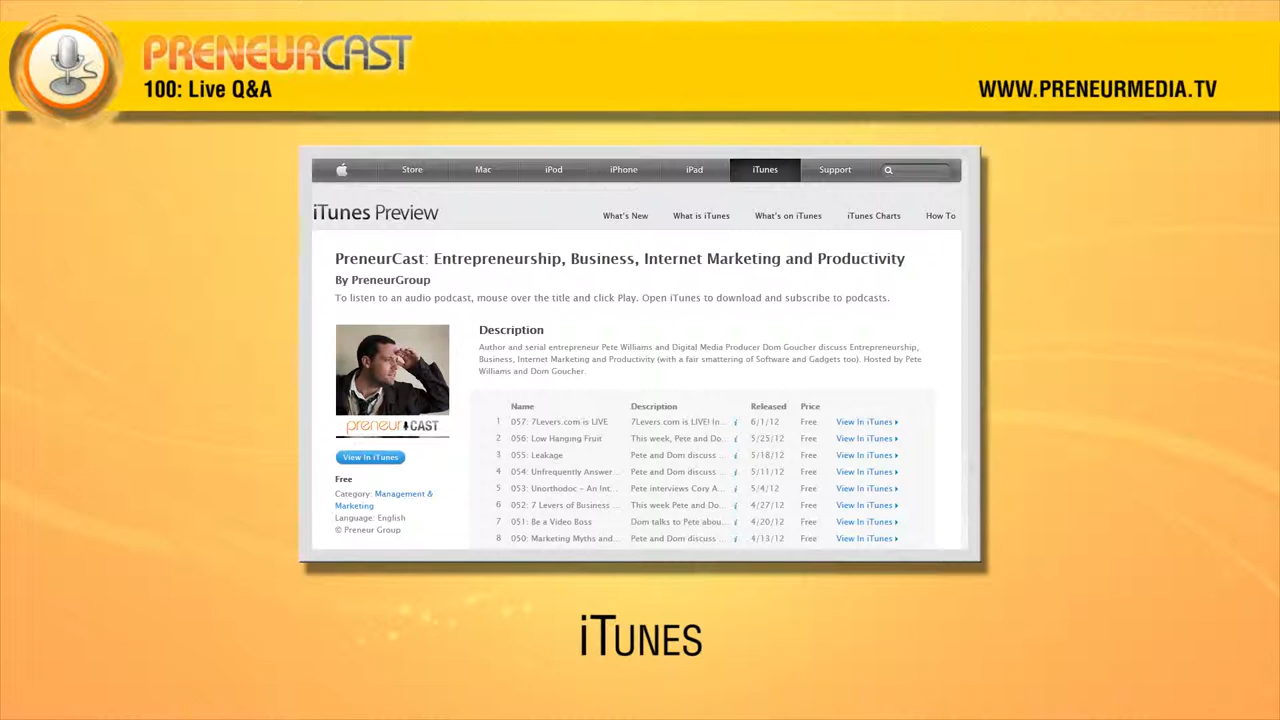 PRENEURCAST
100: Live Q&A
WWW.PRENEURMEDIA.TV
Store Mac iPod iPhone iPad iTunes Support
iTunes Preview
What's New What is iTunes What's on iTunes iTunes Charts How To
PreneurCast: Entrepreneurship, Business, Internet Marketing and Productivity
By PreneurGroup
To listen to an audio podcast, mouse over the title and click Play. Open iTunes to download and subscribe to podcasts.
preneurCAST
View In iTunes
Free
Category: Management &
Marketing
Language: English
© Preneur Group
Description
Author and serial entrepreneur Pete Williams and Digital Media Producer Dom Goucher discuss Entrepreneurship,
Business, Internet Marketing and Productivity (with a fair smattering of Software and Gadgets too). Hosted by Pete
Williams and Dom Goucher.
Name Description Released Price
1 057: 7Levers.com is LIVE 7Levers.com is LIVE! In... i 6/1/12 Free View In iTunes
2 056: Low Hanging Fruit This week, Pete and Do... i 5/25/12 Free View In iTunes
3 055: Leakage Pete and Dom discuss ... i 5/18/12 Free View In iTunes
4 054: Unfrequently Answer... Pete and Dom discuss ... i 5/11/12 Free View In iTunes
5 053: Unorthodoc - An Int... Pete interviews Cory A... i 5/4/12 Free View In iTunes
6 052: 7 Levers of Business ... This week Pete and Do... i 4/27/12 Free View In iTunes
7 051: Be a Video Boss Dom talks to Pete abou... i 4/20/12 Free View In iTunes
8 050: Marketing Myths and... Pete and Dom discuss ... i 4/13/12 Free View In iTunes
iTUNES